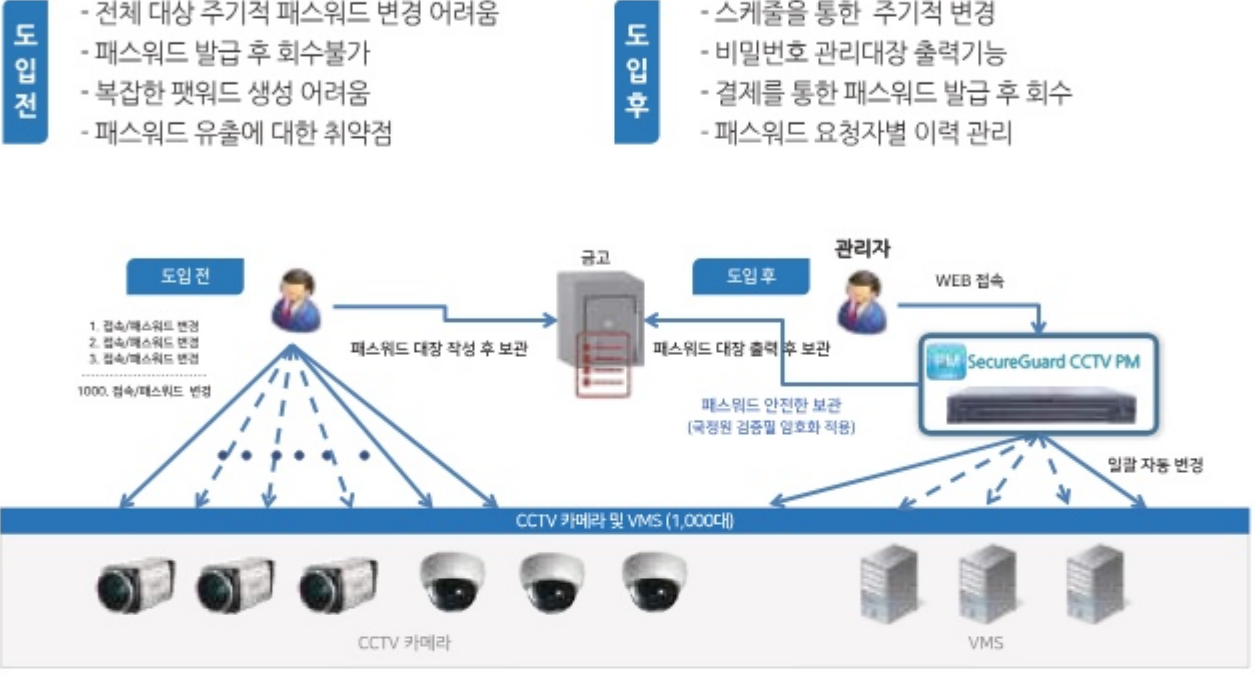 도입전
- 전체 대상 주기적 패스워드 변경 어려움
- 패스워드 발급 후 회수불가
- 복잡한 팻워드 생성 어려움
- 패스워드 유출에 대한 취약점
도입후
- 스케줄을 통한 주기적 변경
- 비밀번호 관리대장 출력기능
- 결제를 통한 패스워드 발급 후 회수
- 패스워드 요청자별 이력 관리
도입 전
1. 접속/패스워드 변경
2. 접속/패스워드 변경
3. 접속/패스워드 변경
1000. 접속/패스워드 변경
패스워드 대장 작성 후 보관
금고
도입 후
관리자
WEB 접속
패스워드 대장 출력 후 보관
PM SecureGuard CCTV PM
패스워드 안전한 보관
(국정원 검증필 암호화 적용)
일괄 자동 변경
CCTV 카메라 및 VMS (1,000대)
CCTV 카메라
VMS